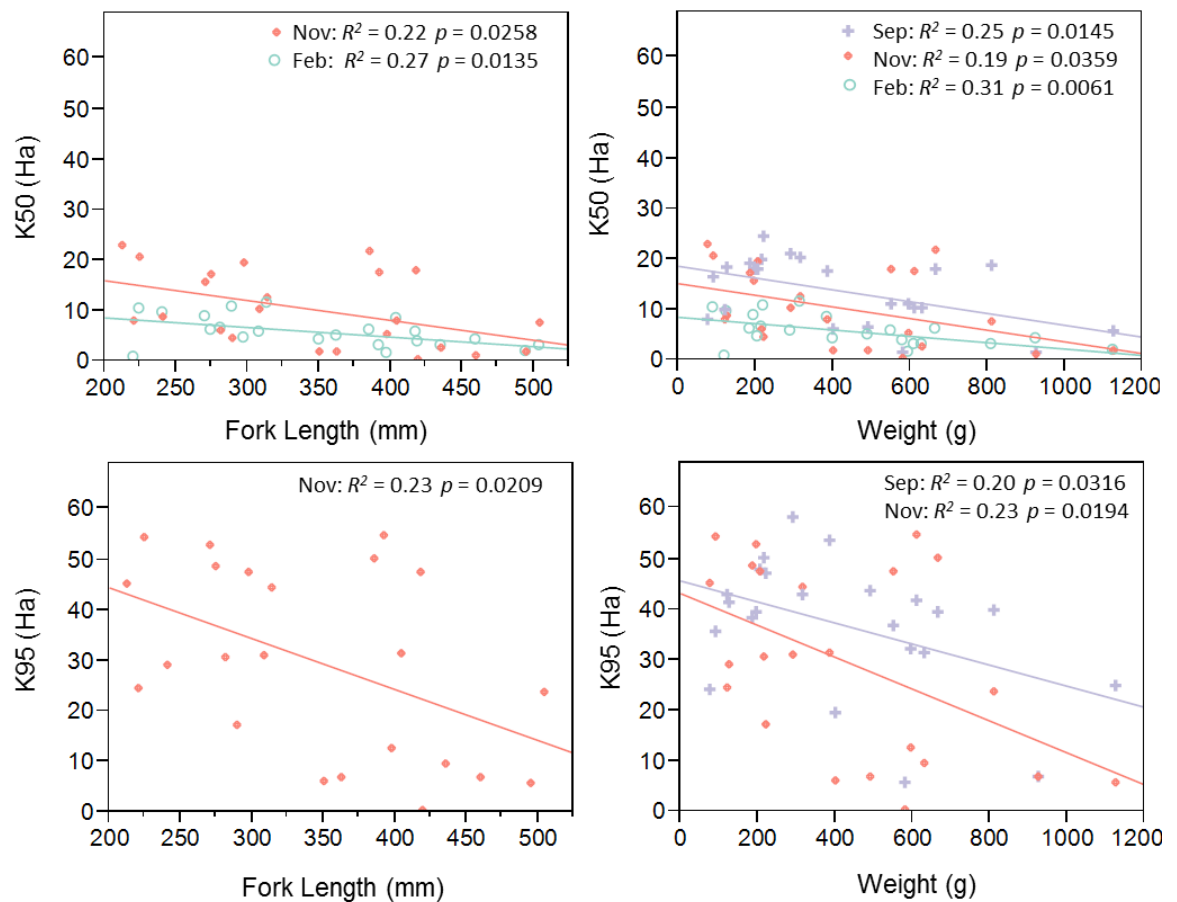 Nov: R² = 0.22 p = 0.0258
Feb: R² = 0.27 p = 0.0135
60
50
40
30
20
10
0
K50 (Ha)
200 250 300 350 400 450 500
Fork Length (mm)
Sep: R² = 0.25 p = 0.0145
Nov: R² = 0.19 p = 0.0359
Feb: R² = 0.31 p = 0.0061
60
50
40
30
20
10
0
K50 (Ha)
0 200 400 600 800 1000 1200
Weight (g)
Nov: R² = 0.23 p = 0.0209
60
50
40
30
20
10
0
K95 (Ha)
200 250 300 350 400 450 500
Fork Length (mm)
Sep: R² = 0.20 p = 0.0316
Nov: R² = 0.23 p = 0.0194
60
50
40
30
20
10
0
K95 (Ha)
0 200 400 600 800 1000 1200
Weight (g)